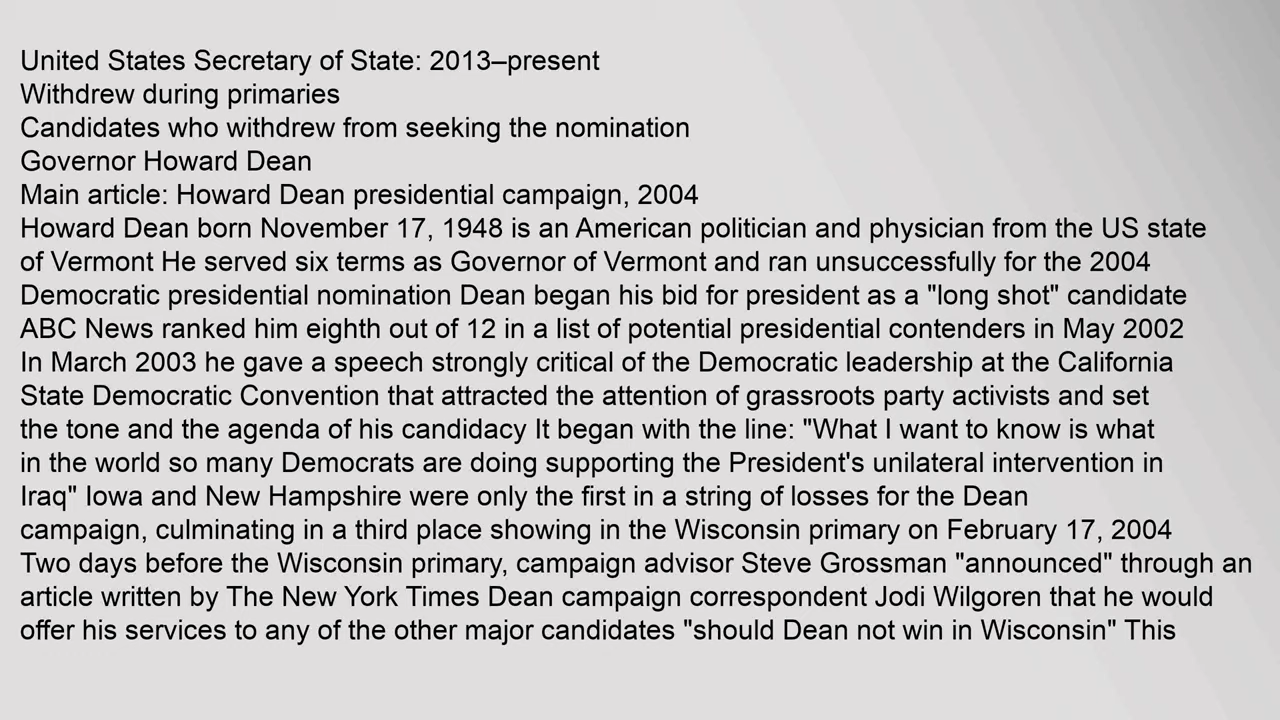 United States Secretary of State: 2013–present
Withdrew during primaries
Candidates who withdrew from seeking the nomination
Governor Howard Dean
Main article: Howard Dean presidential campaign, 2004
Howard Dean born November 17, 1948 is an American politician and physician from the US state
of Vermont He served six terms as Governor of Vermont and ran unsuccessfully for the 2004
Democratic presidential nomination Dean began his bid for president as a "long shot" candidate
ABC News ranked him eighth out of 12 in a list of potential presidential contenders in May 2002
In March 2003 he gave a speech strongly critical of the Democratic leadership at the California
State Democratic Convention that attracted the attention of grassroots party activists and set
the tone and the agenda of his candidacy It began with the line: "What I want to know is what
in the world so many Democrats are doing supporting the President's unilateral intervention in
Iraq" Iowa and New Hampshire were only the first in a string of losses for the Dean
campaign, culminating in a third place showing in the Wisconsin primary on February 17, 2004
Two days before the Wisconsin primary, campaign advisor Steve Grossman "announced" through an
article written by The New York Times Dean campaign correspondent Jodi Wilgoren that he would
offer his services to any of the other major candidates "should Dean not win in Wisconsin" This